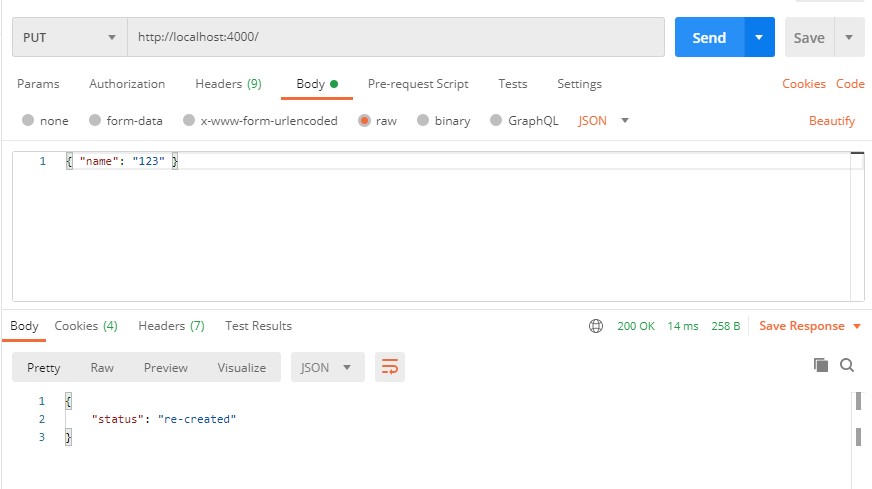 PUT http://localhost:4000/ Send Save
Params Authorization Headers (9) Body Pre-request Script Tests Settings Cookies Code
none form-data x-www-form-urlencoded raw binary GraphQL JSON Beautify
1 { "name": "123" }
Body Cookies (4) Headers (7) Test Results 200 OK 14 ms 258 B Save Response
Pretty Raw Preview Visualize JSON
1 {
2 "status": "re-created"
3 }